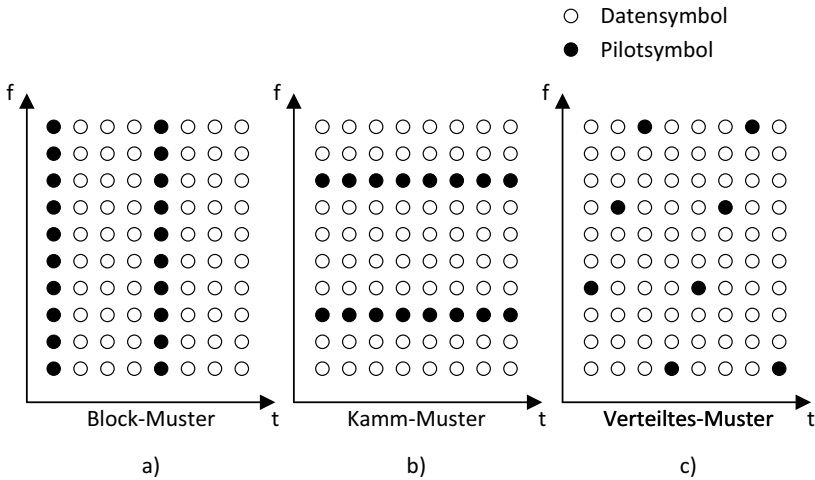 Datensymbol
Pilotsymbol
f
f
f
Block-Muster
t
Kamm-Muster
t
Verteiltes-Muster
t
a)
b)
c)